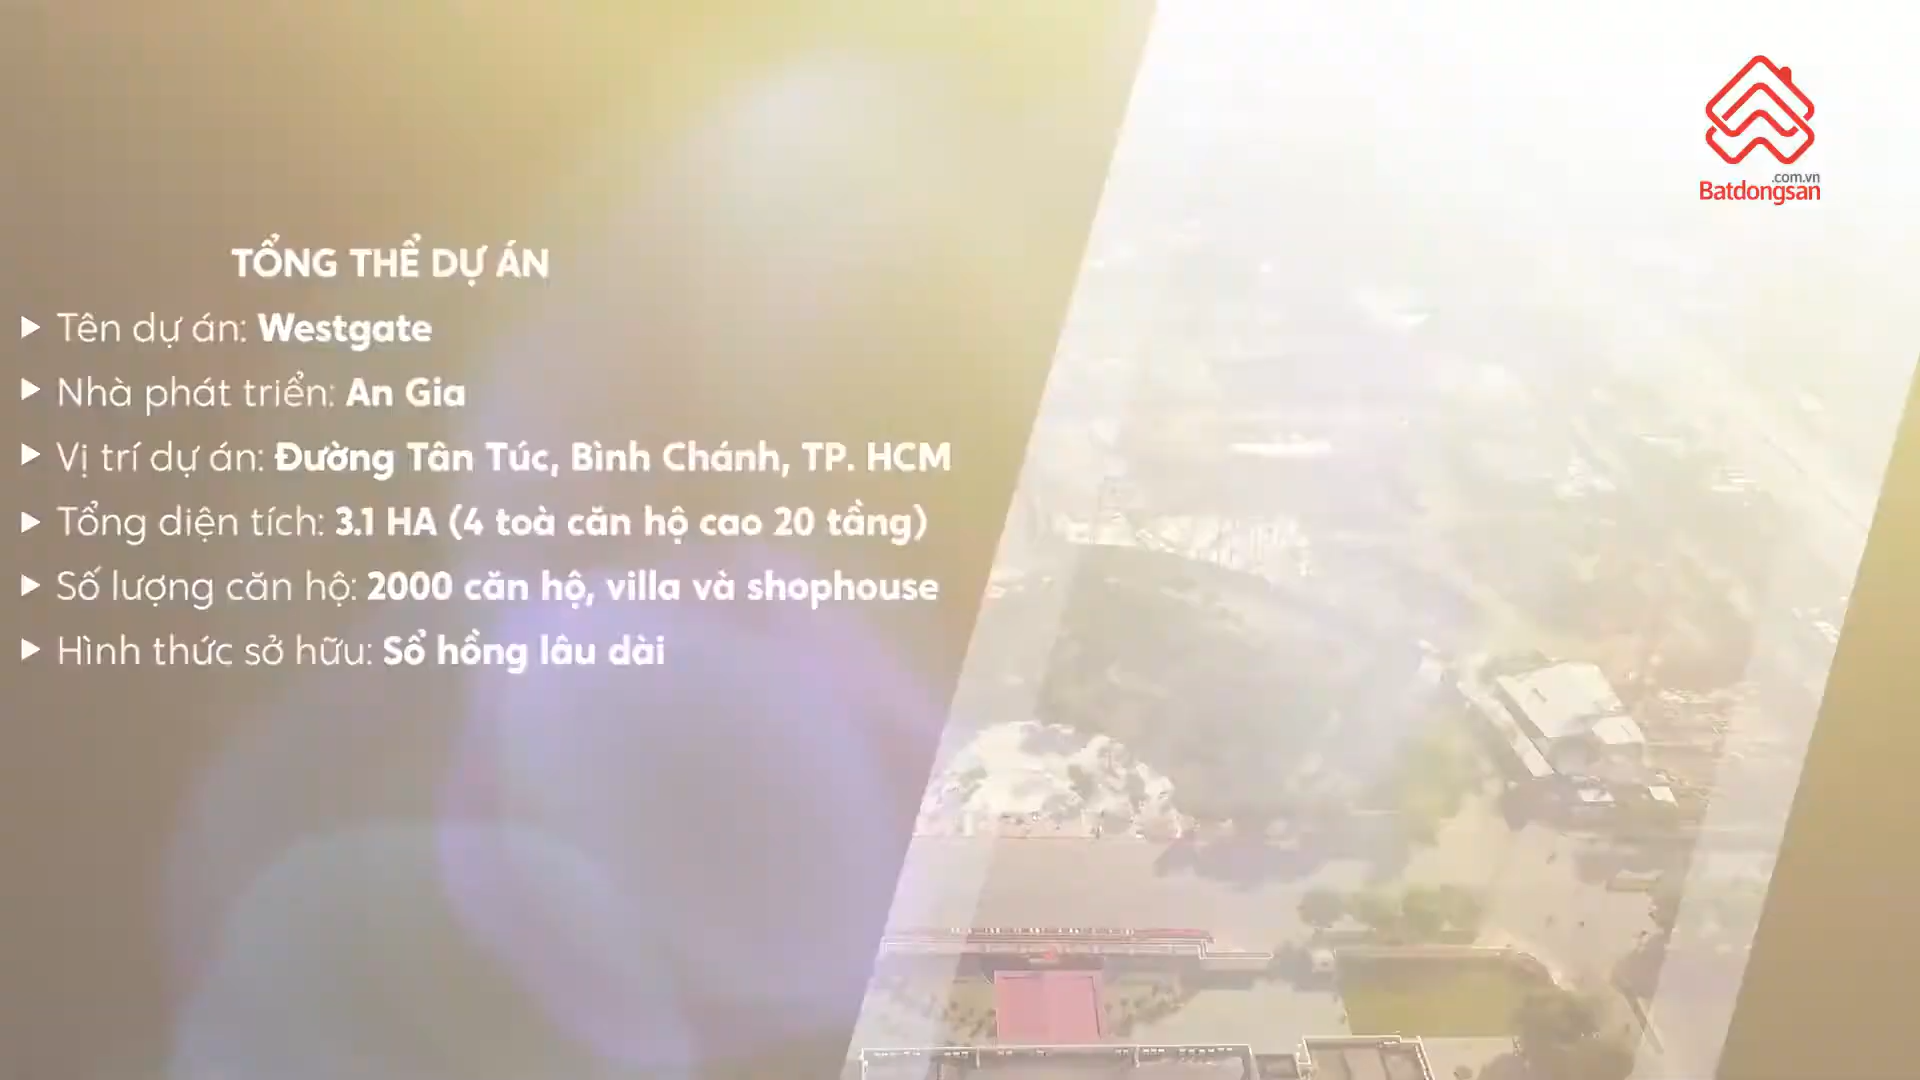 .com.vn
Batdongsan
TỔNG THỂ DỰ ÁN
Tên dự án: Westgate
Nhà phát triển: An Gia
Vị trí dự án: Đường Tân Túc, Bình Chánh, TP. HCM
Tổng diện tích: 3.1 HA (4 toà căn hộ cao 20 tầng)
Số lượng căn hộ: 2000 căn hộ, villa và shophouse
Hình thức sở hữu: Sổ hồng lâu dài